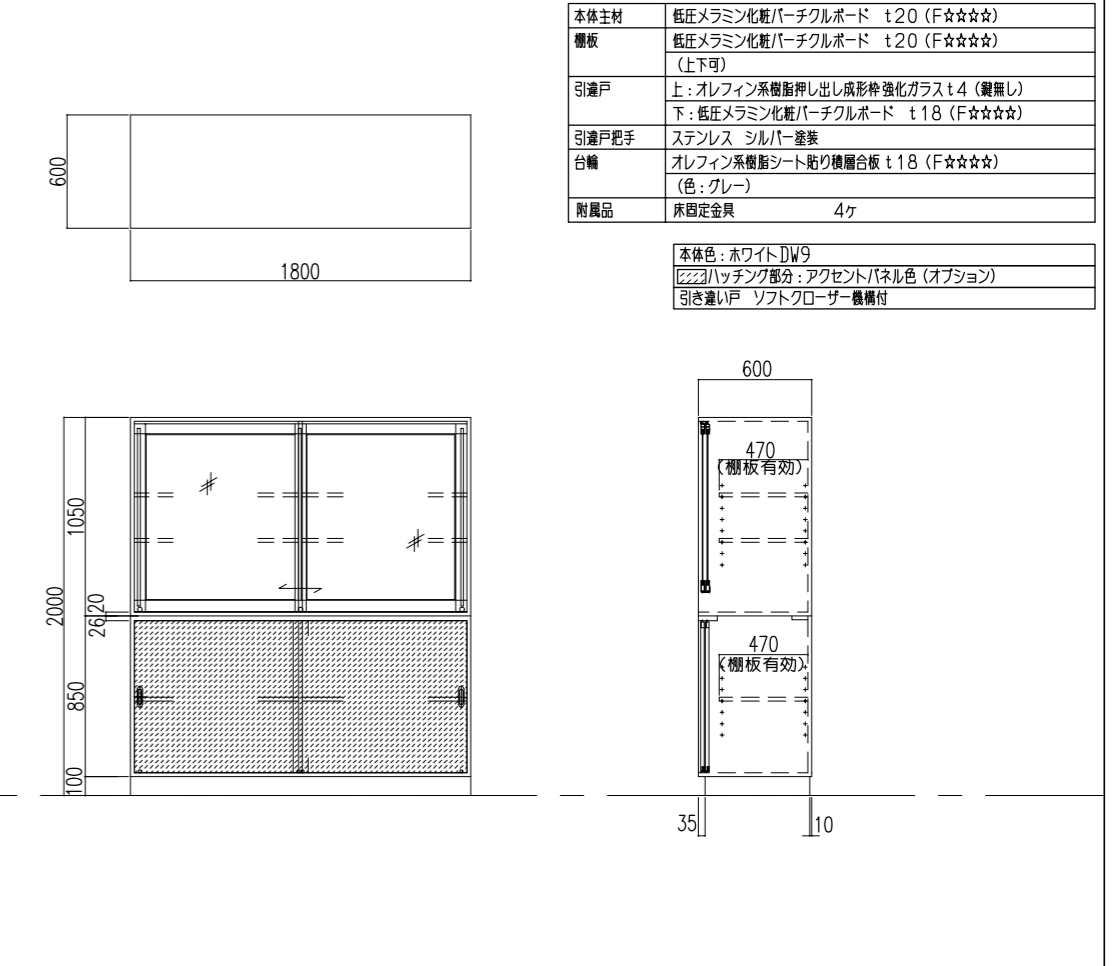 本体主材 低圧メラミン化粧パーチクルボード t20(F☆☆☆☆)
棚板 低圧メラミン化粧パーチクルボード t20(F☆☆☆☆)
(上下可)
引違戸 上:オレフィン系樹脂押し出し成形枠強化ガラスt4(鍵無し)
下:低圧メラミン化粧パーチクルボード t18(F☆☆☆☆)
引違戸把手 ステンレス シルバー塗装
台輪 オレフィン系樹脂シート貼り積層合板t18(F☆☆☆☆)
(色:グレー)
附属品 床固定金具 4ヶ
本体色:ホワイトDW9
ハッチング部分:アクセントパネル色(オプション)
引き違い戸 ソフトクローザー機構付
600
1800
2000
1050
20
26
850
100
600
470
(棚板有効)
470
(棚板有効)
35
10